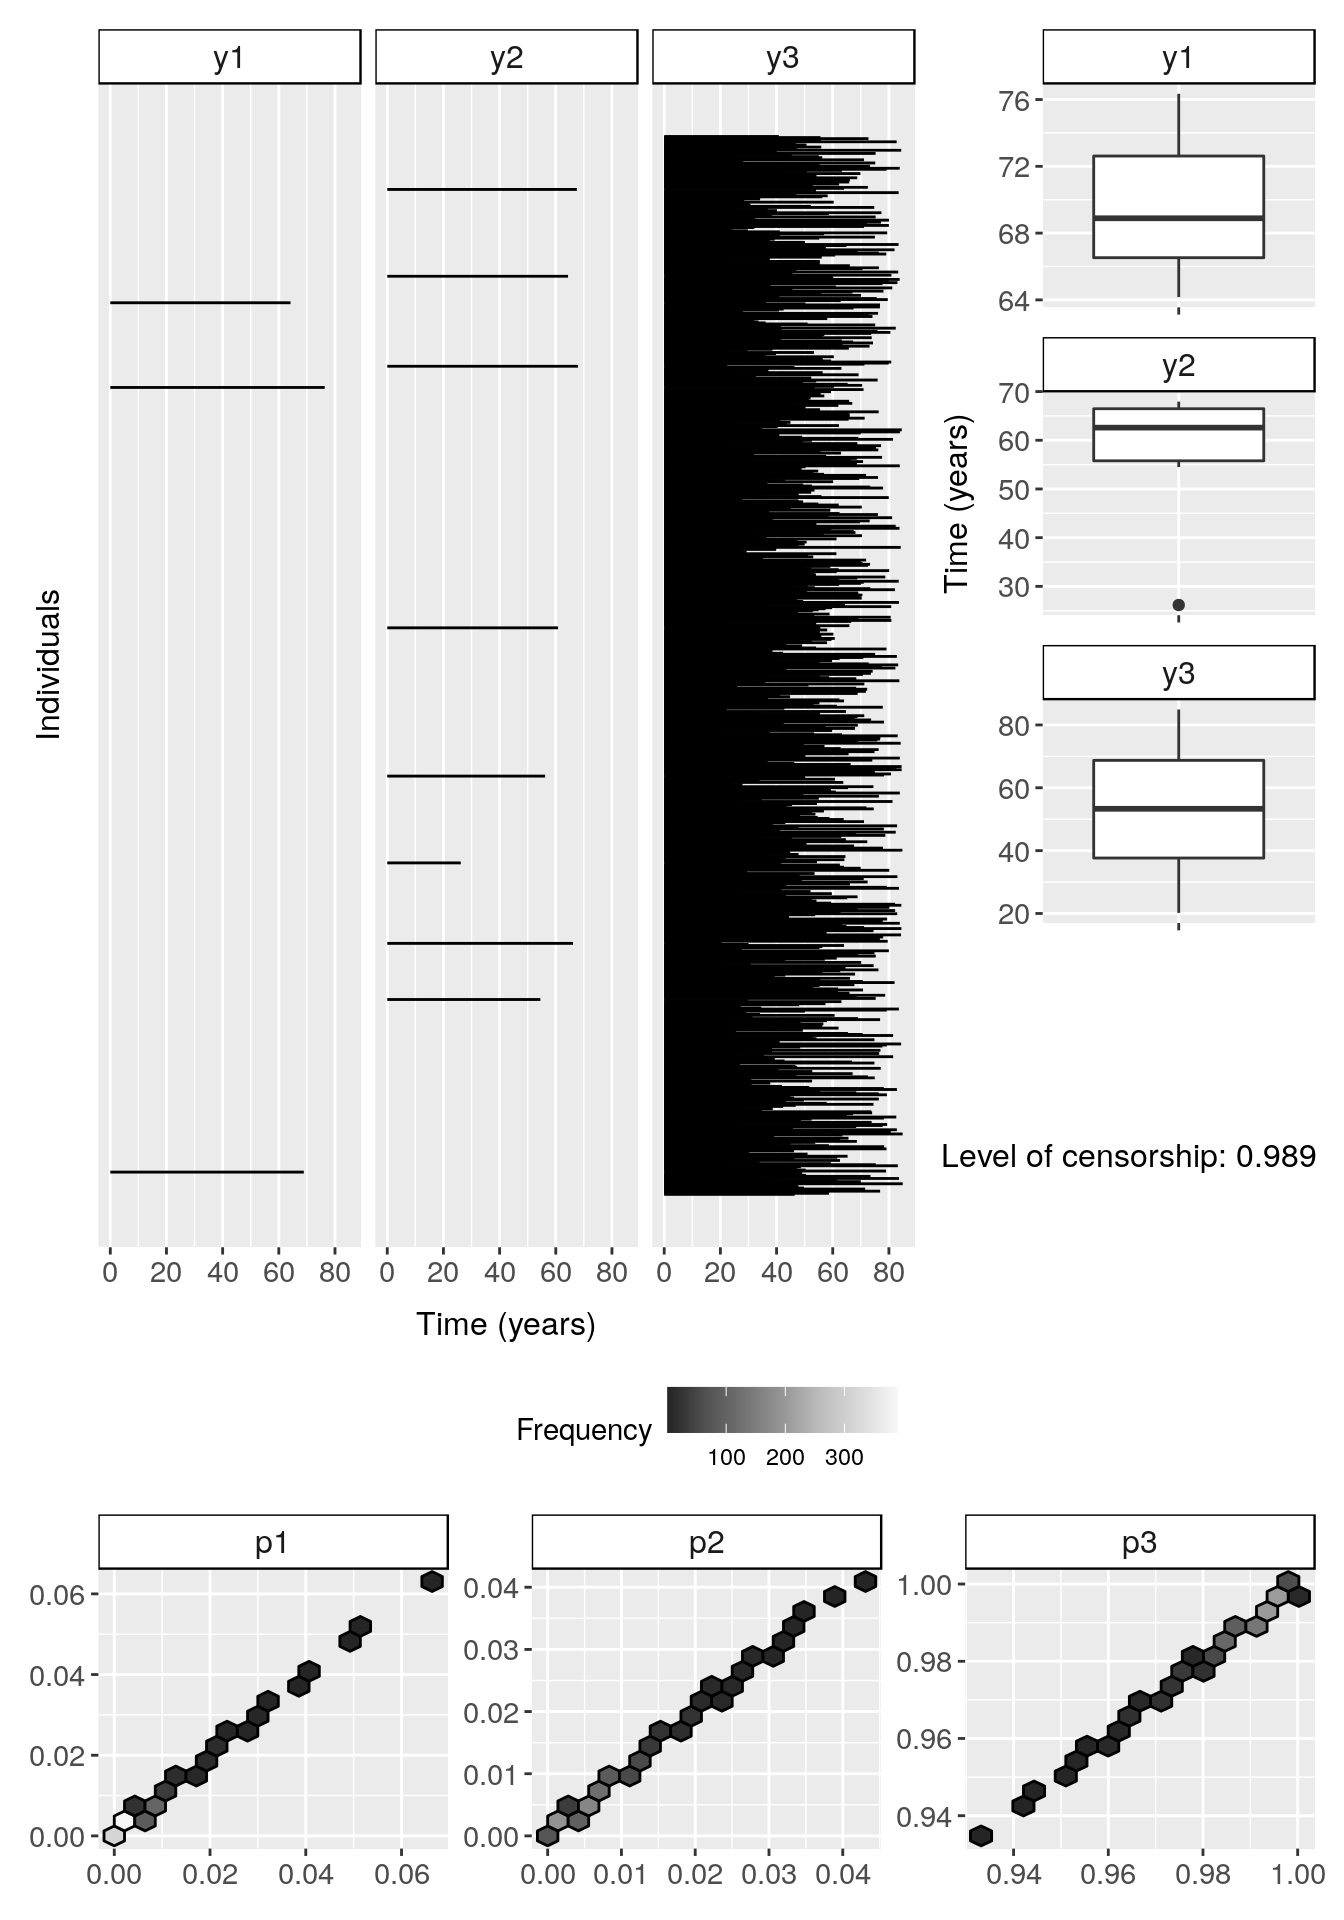 y1 y2 y3 y1
76
72
68
64
y2
70
60
50
40
30
y3
80
60
40
20
Individuals
Time (years)
Level of censorship: 0.989
0 20 40 60 80 0 20 40 60 80 0 20 40 60 80
Time (years)
Frequency
100 200 300
p1 p2 p3
0.06
0.04
0.02
0.00
0.00 0.02 0.04 0.06
0.04
0.03
0.02
0.01
0.00
0.00 0.01 0.02 0.03 0.04
1.00
0.98
0.96
0.94
0.94 0.96 0.98 1.00